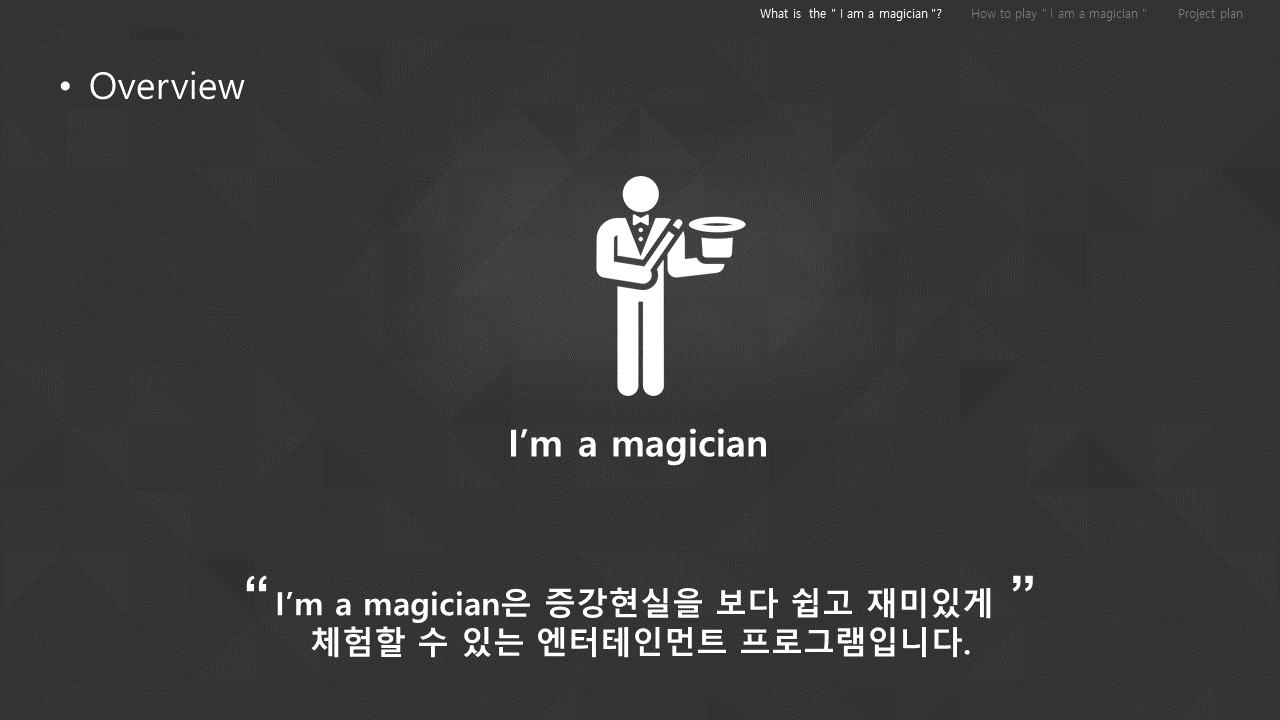 What is the " I am a magician "? How to play " I am a magician " Project plan
• Overview
I’m a magician
“ I’m a magician은 증강현실을 보다 쉽고 재미있게 ”
체험할 수 있는 엔터테인먼트 프로그램입니다.